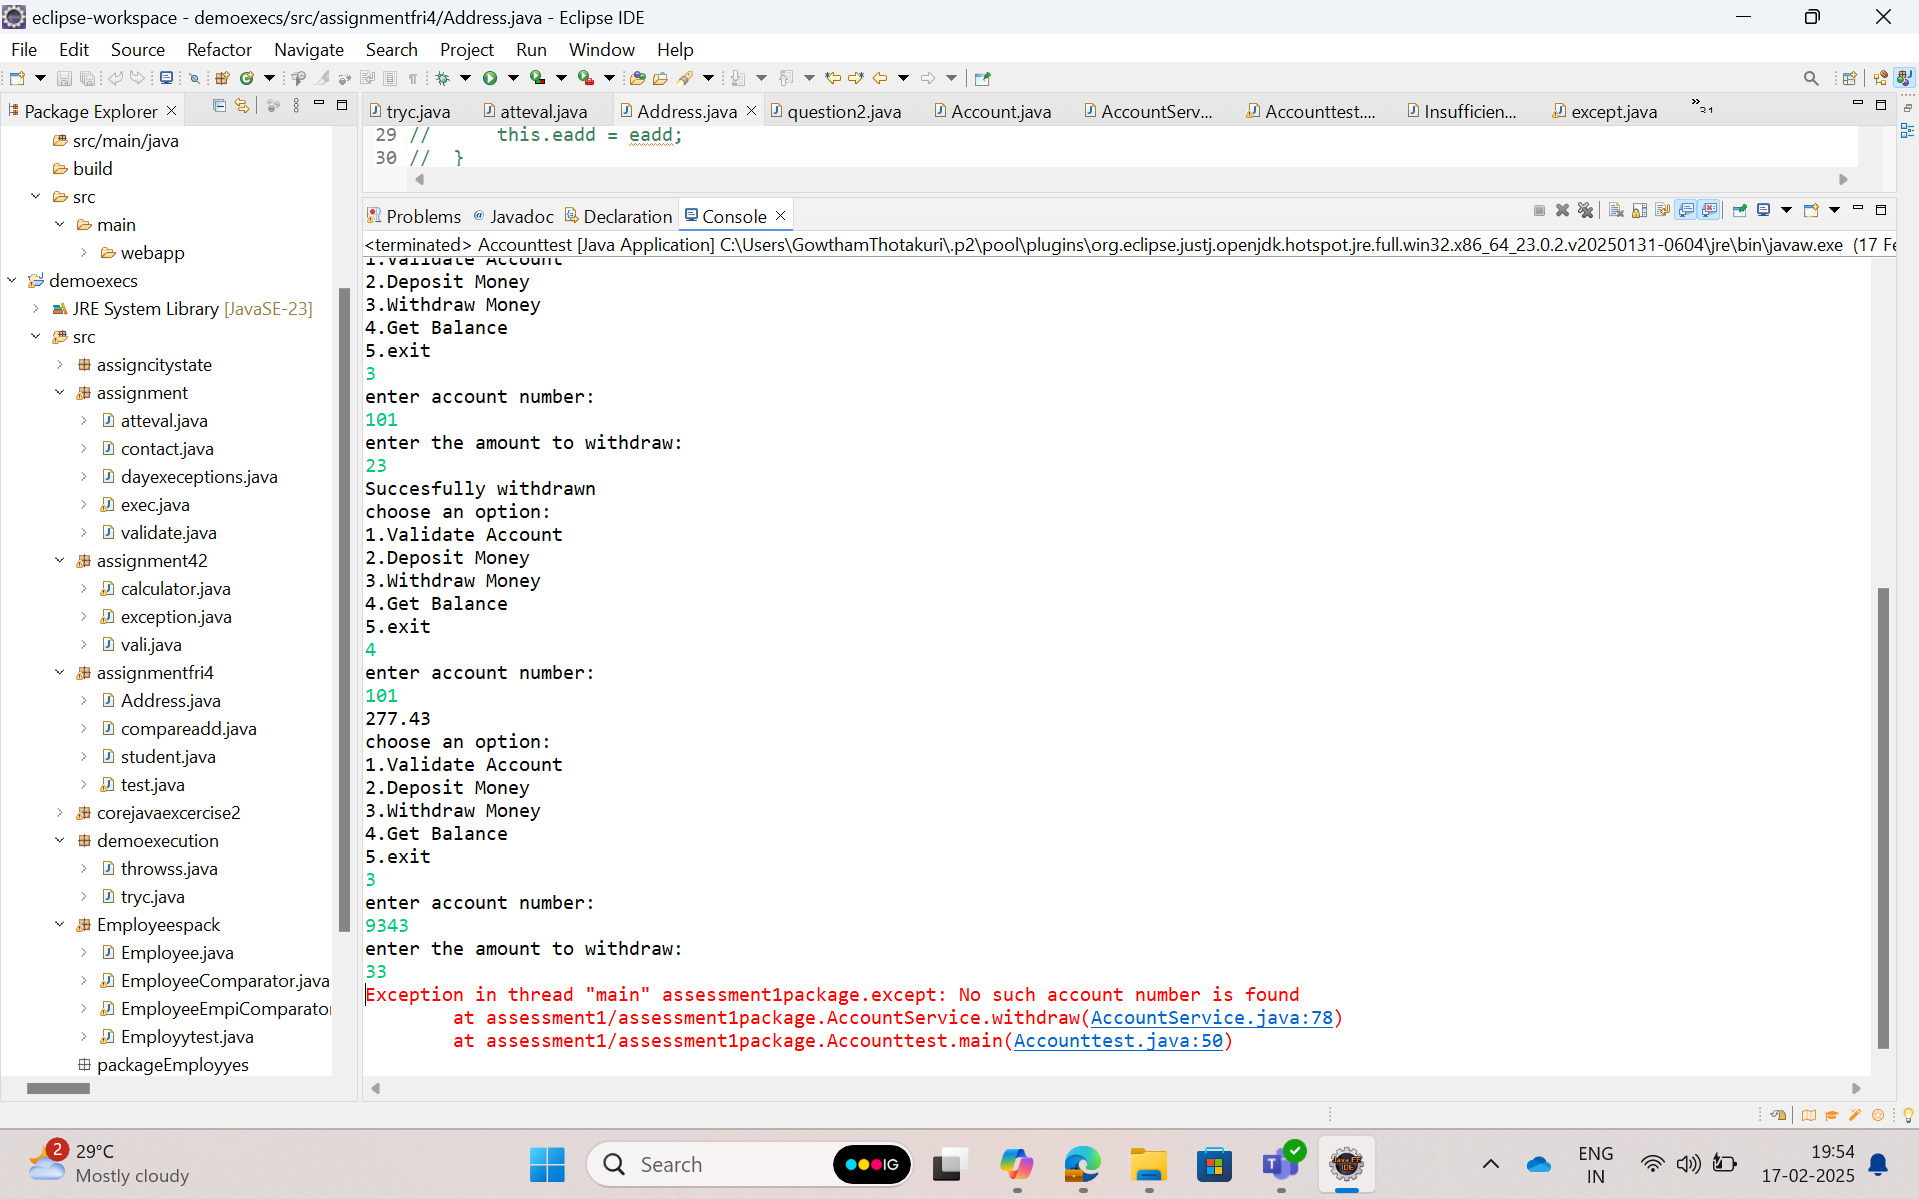 eclipse-workspace - demoexecs/src/assignmentfri4/Address.java - Eclipse IDE
File Edit Source Refactor Navigate Search Project Run Window Help
Package Explorer
src/main/java
build
src
main
webapp
demoexecs
JRE System Library [JavaSE-23]
src
assigncitystate
assignment
atteval.java
contact.java
dayexeceptions.java
exec.java
validate.java
assignment42
calculator.java
exception.java
vali.java
assignmentfri4
Address.java
compareadd.java
student.java
test.java
corejavaexcercise2
demoexecution
throwss.java
tryc.java
Employeespack
Employee.java
EmployeeComparator.java
EmployeeEmpiComparator
Employytest.java
packageEmployyes
tryc.java atteval.java Address.java question2.java Account.java AccountServ... Accounttest.... Insufficien... except.java »31
29 // this.eadd = eadd;
30 // }
Problems @ Javadoc Declaration Console
<terminated> Accounttest [Java Application] C:\Users\GowthamThotakuri\.p2\pool\plugins\org.eclipse.justj.openjdk.hotspot.jre.full.win32.x86_64_23.0.2.v20250131-0604\jre\bin\javaw.exe (17 Fe
1.Validate Account
2.Deposit Money
3.Withdraw Money
4.Get Balance
5.exit
3
enter account number:
101
enter the amount to withdraw:
23
Succesfully withdrawn
choose an option:
1.Validate Account
2.Deposit Money
3.Withdraw Money
4.Get Balance
5.exit
4
enter account number:
101
277.43
choose an option:
1.Validate Account
2.Deposit Money
3.Withdraw Money
4.Get Balance
5.exit
3
enter account number:
9343
enter the amount to withdraw:
33
Exception in thread "main" assessment1package.except: No such account number is found
at assessment1/assessment1package.AccountService.withdraw(AccountService.java:78)
at assessment1/assessment1package.Accounttest.main(Accounttest.java:50)
2
29°C
Mostly cloudy
Search
IG
ENG
IN
19:54
17-02-2025